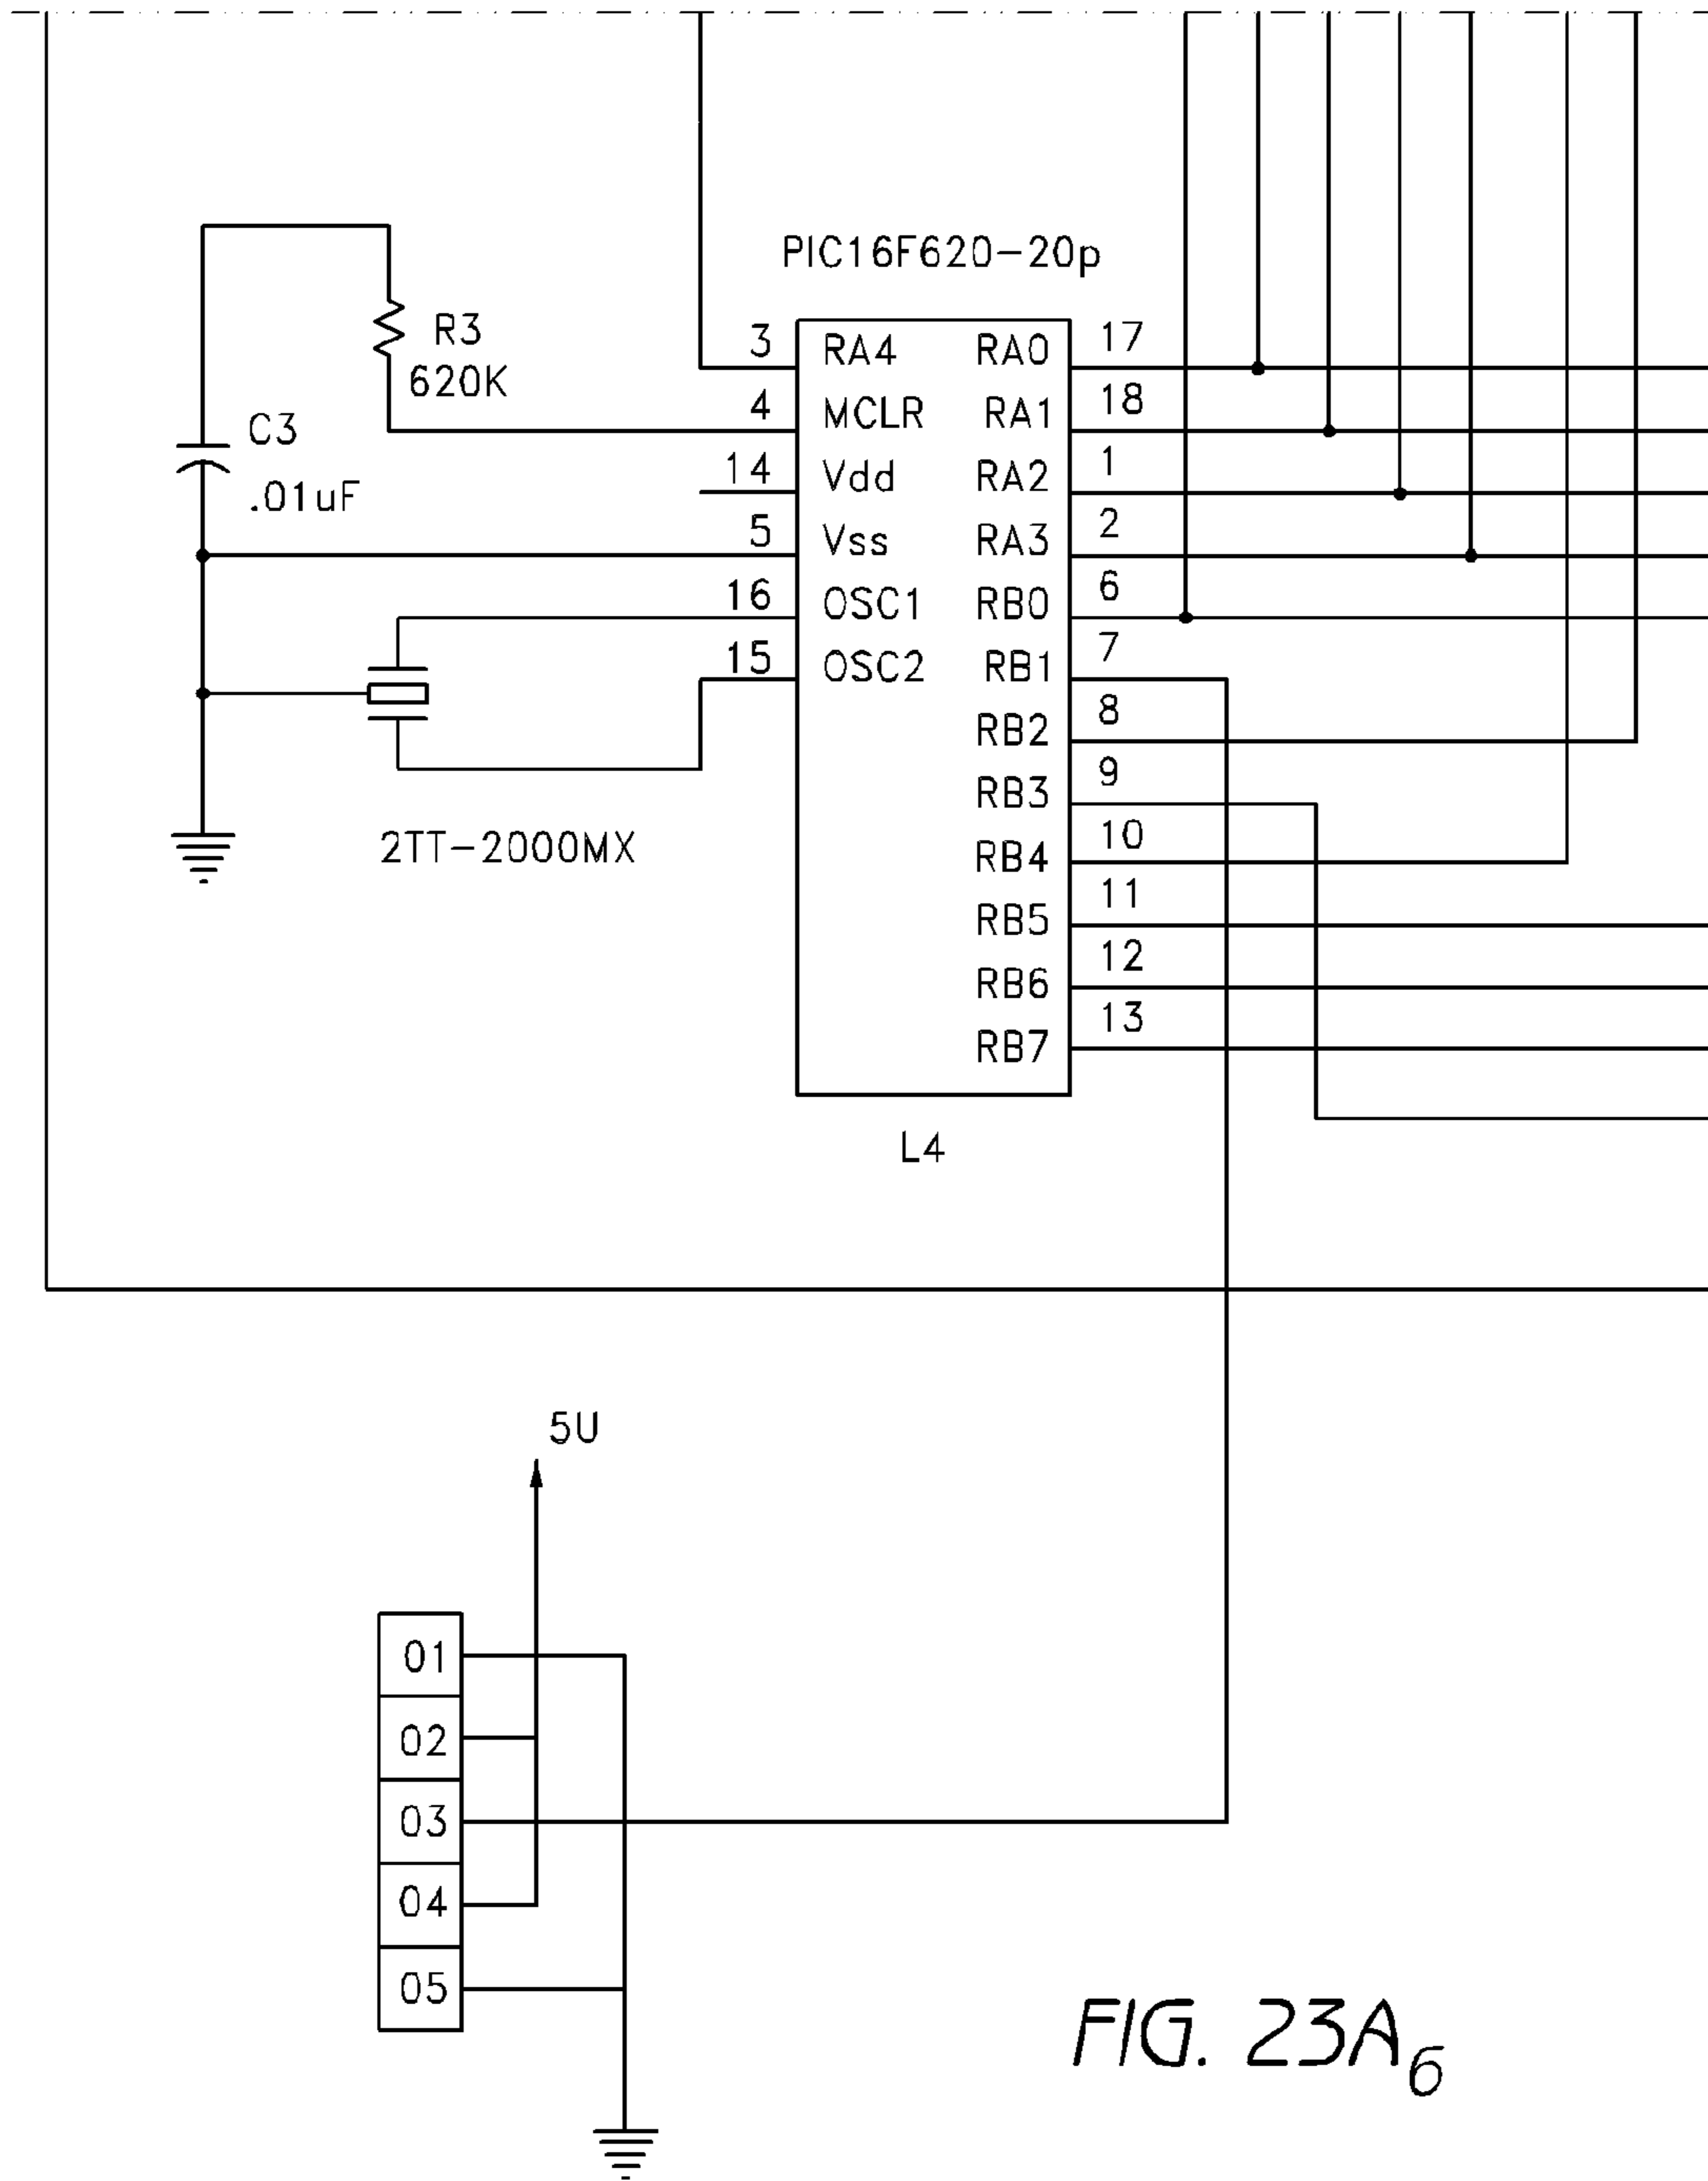 PIC16F620-20p
R3
620K
C3
.01uF
3 RA4 RA0 17
4 MCLR RA1 18
14 Vdd RA2 1
5 Vss RA3 2
16 OSC1 RB0 6
15 OSC2 RB1 7
RB2 8
RB3 9
RB4 10
RB5 11
RB6 12
RB7 13
2TT-2000MX
L4
5U
01
02
03
04
05
FIG. 23A6